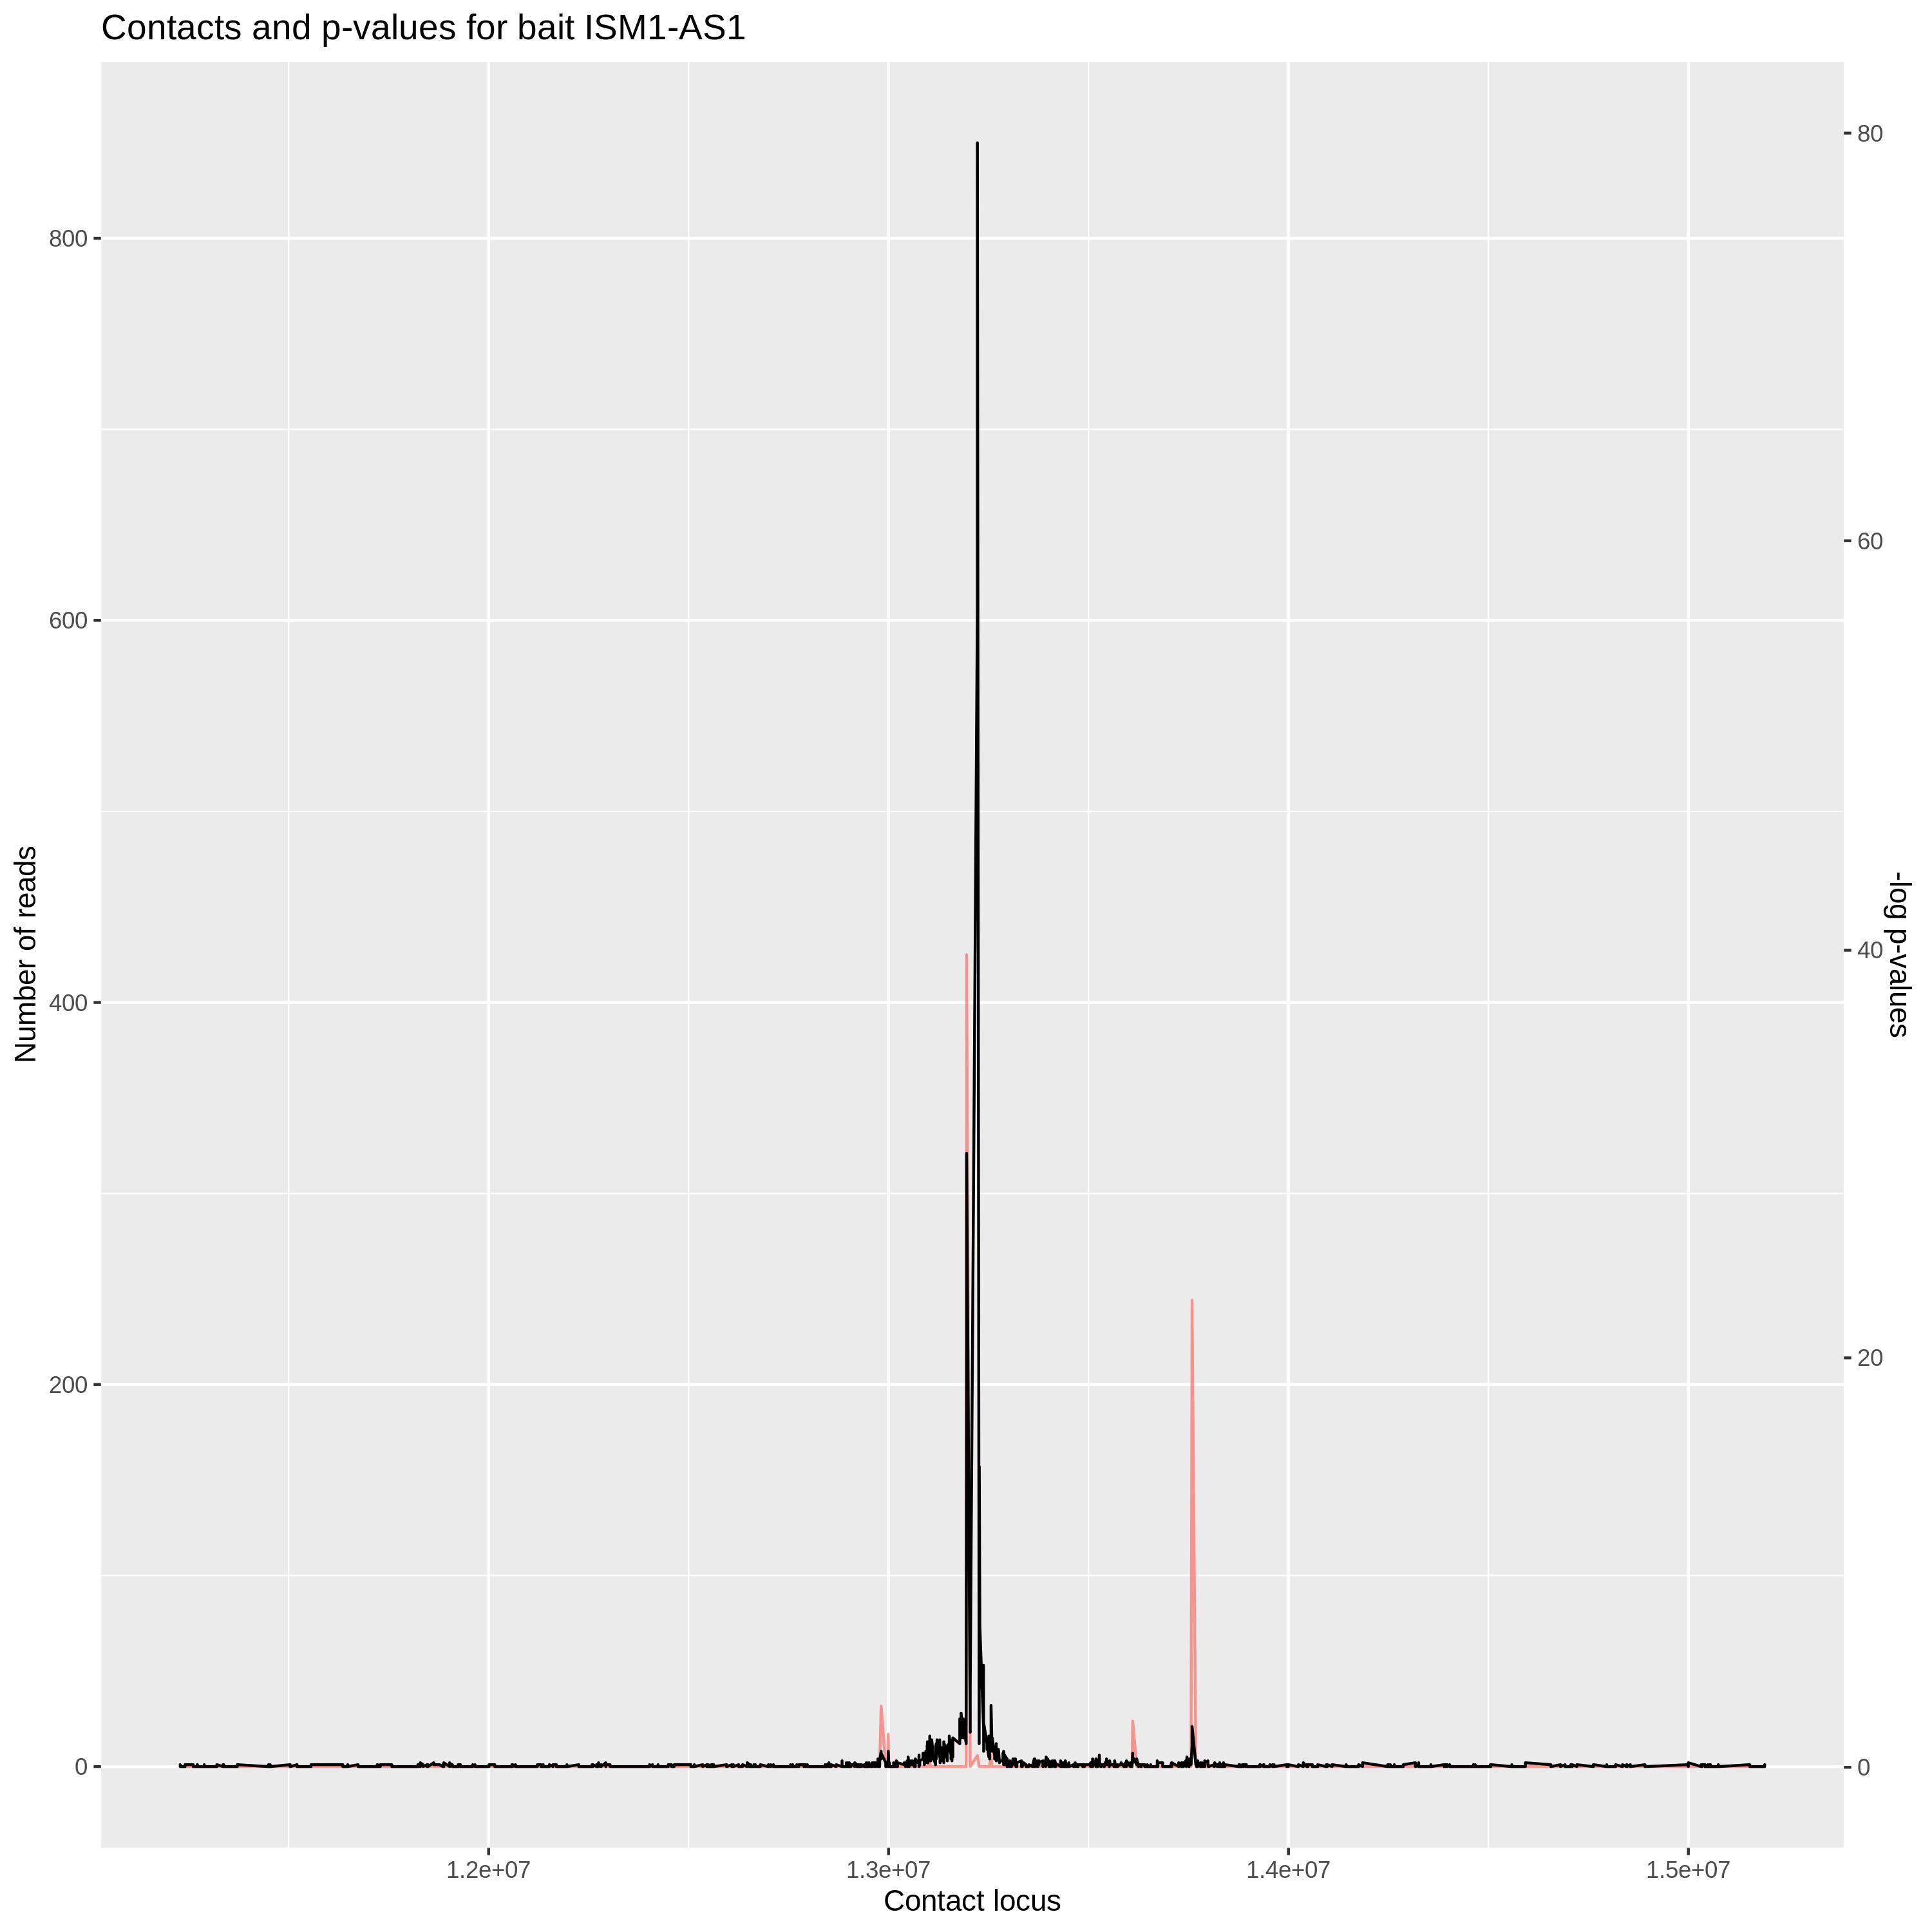 Contacts and p-values for bait ISM1-AS1
Number of reads
800
600
400
200
0
80
60
40
20
0
-log p-values
1.2e+07
1.3e+07
1.4e+07
1.5e+07
Contact locus